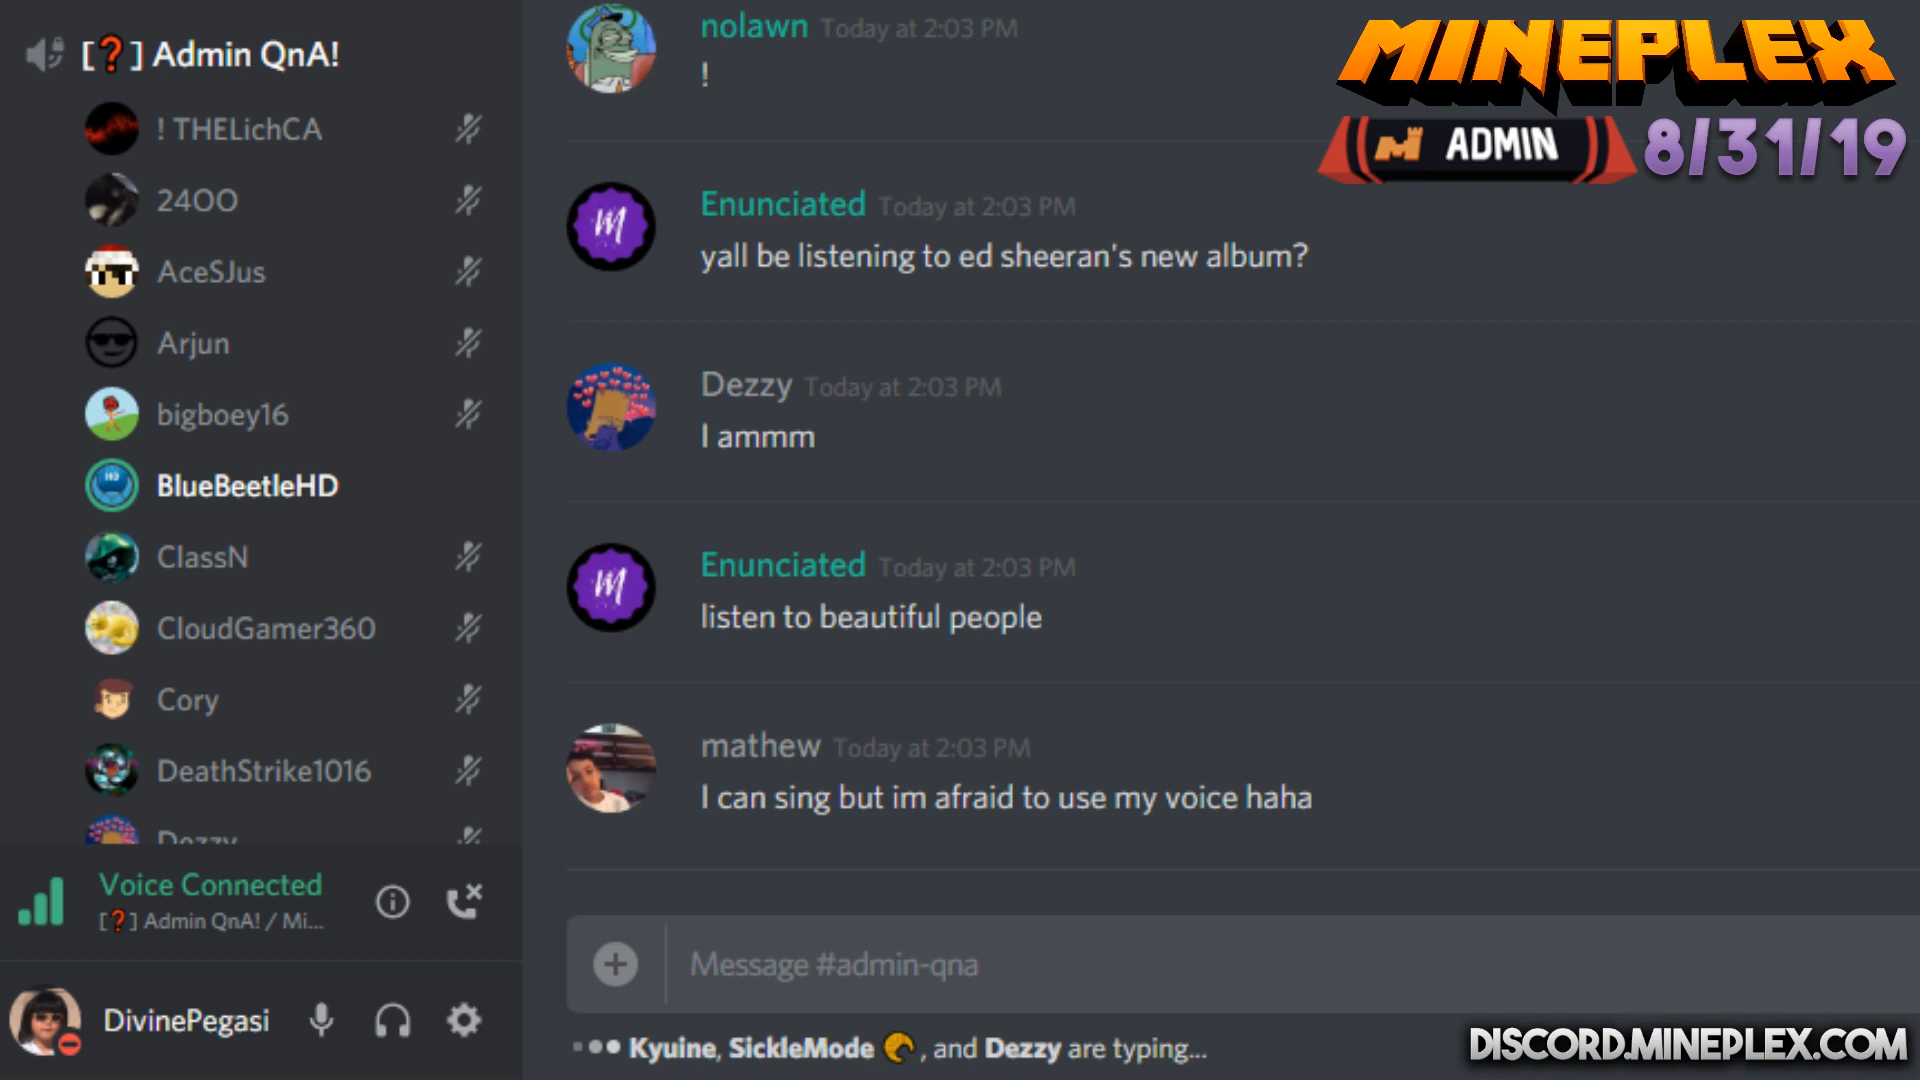 [❓] Admin QnA!
! THELichCA
24OO
AceSJus
Arjun
bigboey16
BlueBeetleHD
ClassN
CloudGamer360
Cory
DeathStrike1016
Dezzy
Voice Connected
[❓] Admin QnA! / Mi...
DivinePegasi
nolawn Today at 2:03 PM
!
Enunciated Today at 2:03 PM
yall be listening to ed sheeran's new album?
Dezzy Today at 2:03 PM
I ammm
Enunciated Today at 2:03 PM
listen to beautiful people
mathew Today at 2:03 PM
I can sing but im afraid to use my voice haha
Message #admin-qna
Kyuine, SickleMode , and Dezzy are typing...
MINEPLEX
ADMIN 8/31/19
DISCORD.MINEPLEX.COM